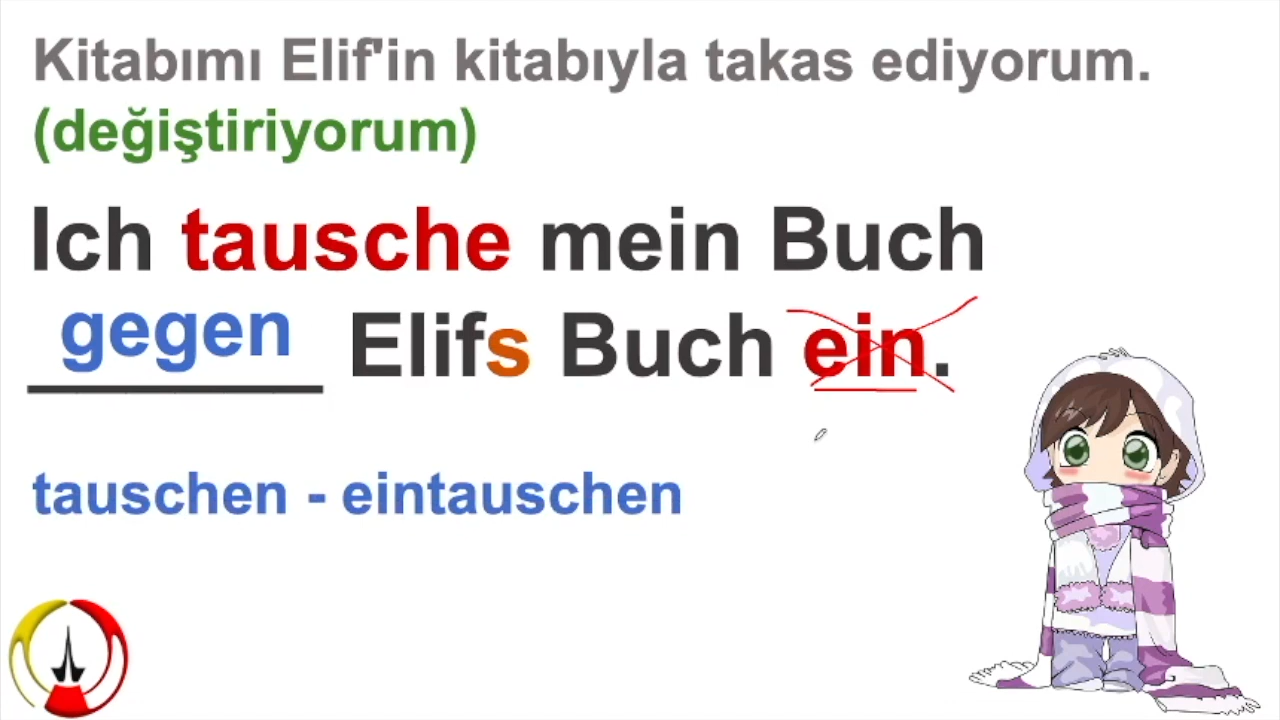 Kitabımı Elif'in kitabıyla takas ediyorum.
(değiştiriyorum)
Ich tausche mein Buch
gegen Elifs Buch ein.
tauschen - eintauschen